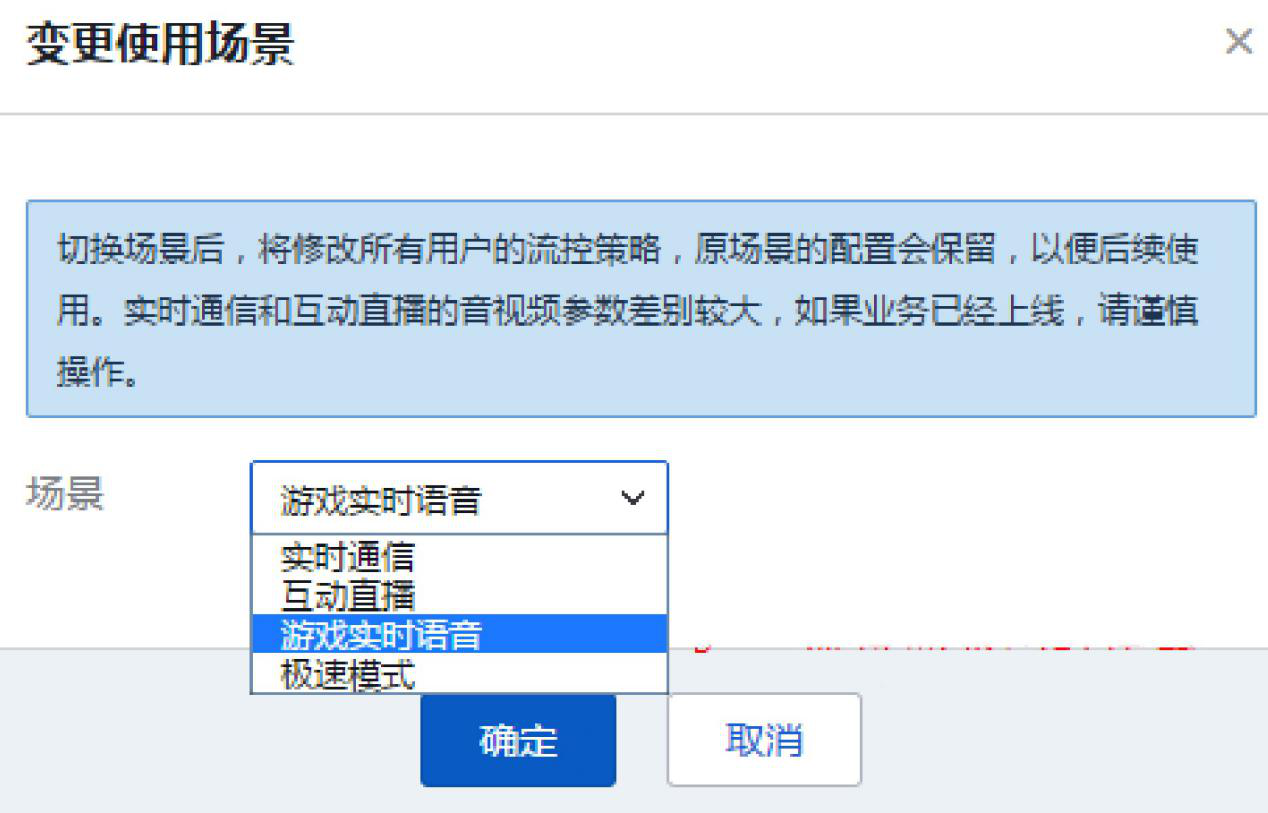 变更使用场景
切换场景后，将修改所有用户的流控策略，原场景的配置会保留，以便后续使
用。实时通信和互动直播的音视频参数差别较大，如果业务已经上线，请谨慎
操作。
场景
游戏实时语音
实时通信
互动直播
游戏实时语音
极速模式
确定
取消